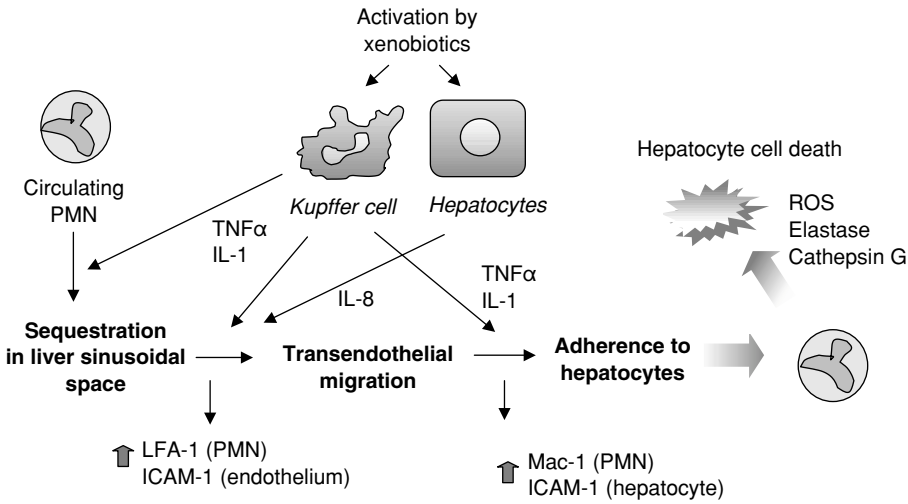 Activation by
xenobiotics
Circulating
PMN
Kupffer cell
Hepatocytes
Hepatocyte cell death
ROS
Elastase
Cathepsin G
TNFα
IL-1
IL-8
TNFα
IL-1
Sequestration
in liver sinusoidal
space
Transendothelial
migration
Adherence to
hepatocytes
LFA-1 (PMN)
ICAM-1 (endothelium)
Mac-1 (PMN)
ICAM-1 (hepatocyte)